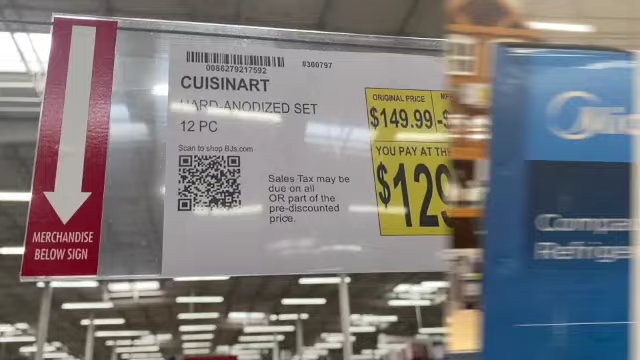 0086279217592
0360797
CUISINART
HARD-ANODIZED SET
12 PC
Scan to shop BJs.com
Sales Tax may be
due on all
OR part of the
pre-discounted
price.
ORIGINAL PRICE
$149.99
YOU PAY AT THE
$129
MERCHANDISE
BELOW SIGN